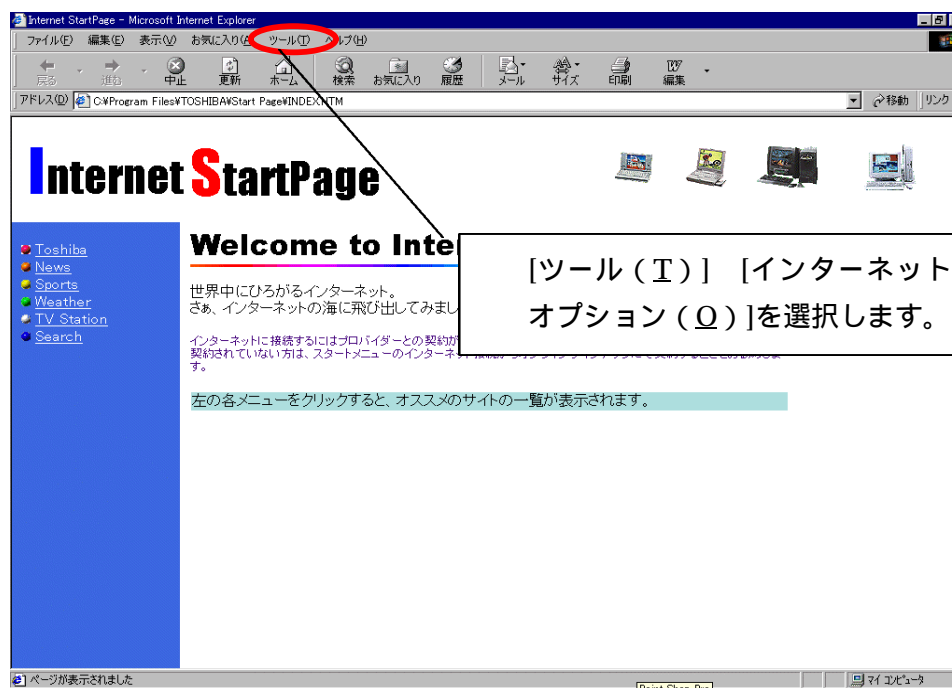 Internet StartPage - Microsoft Internet Explorer
ファイル(F) 編集(E) 表示(V) お気に入り(A ツール(T) ヘルプ(H)
戻る 進む 中止 更新 ホーム 検索 お気に入り 履歴 メール サイズ 印刷 編集
アドレス(D) C:¥Program Files¥TOSHIBA¥Start Page¥INDEX.HTM 移動 リンク
Internet StartPage
Toshiba
News
Sports
Weather
TV Station
Search
Welcome to Inte
世界中にひろがるインターネット。
さぁ、インターネットの海に飛び出してみまし
インターネットに接続するにはプロバイダーとの契約が
契約されていない方は、スタートメニューのインターネ
す。
左の各メニューをクリックすると、オススメのサイトの一覧が表示されます。
[ツール(T)] [インターネット
オプション(O)]を選択します。
ページが表示されました マイ コンピュータ